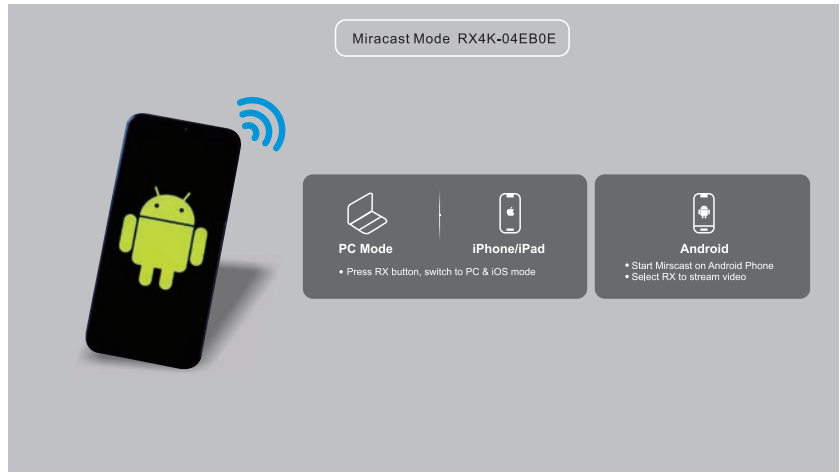 Miracast Mode RX4K-04EB0E
PC Mode
iPhone/iPad
• Press RX button, switch to PC & iOS mode
Android
• Start Mirscast on Android Phone
• Select RX to stream video